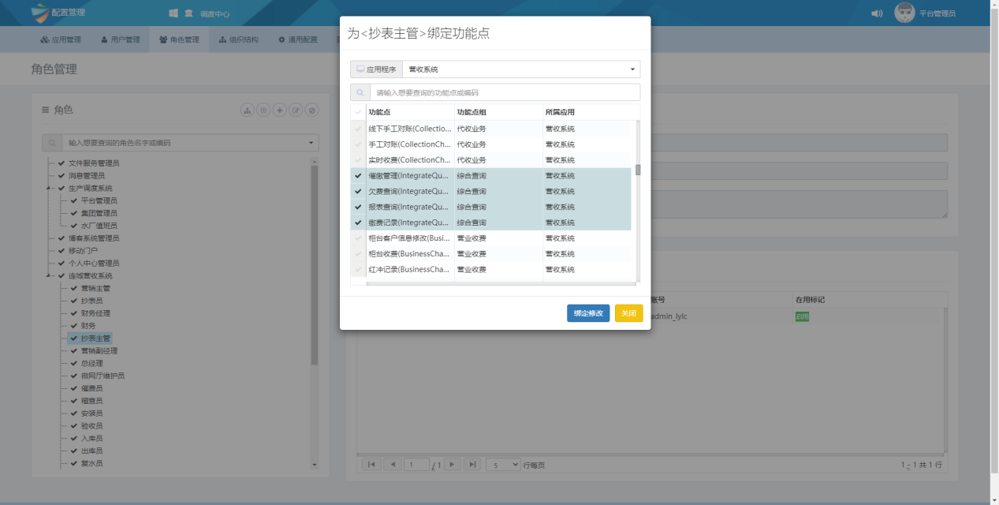 配置管理
调度中心
平台管理员
应用管理
用户管理
角色管理
组织结构
通用配置
角色管理
角色
输入想要查询的角色名字或编码
文件服务管理员
消息管理员
生产调度系统
平台管理员
集团管理员
水厂值班员
博客系统管理员
移动门户
个人中心管理员
连城营收系统
营销主管
抄表员
财务经理
财务
抄表主管
营销副经理
总经理
微网厅维护员
催费员
稽查员
安装员
验收员
入库员
出库员
复水员
为<抄表主管>绑定功能点
应用程序 营收系统
请输入想要查询的功能点或编码
功能点 功能点组 所属应用
线下手工对账(Collectio... 代收业务 营收系统
手工对账(CollectionCh... 代收业务 营收系统
实时收费(CollectionCh... 代收业务 营收系统
催缴管理(IntegrateQu... 综合查询 营收系统
欠费查询(IntegrateQu... 综合查询 营收系统
报表查询(IntegrateQu... 综合查询 营收系统
缴费记录(IntegrateQu... 综合查询 营收系统
柜台客户信息修改(Busi... 营业收费 营收系统
柜台收费(BusinessCha... 营业收费 营收系统
红冲记录(BusinessCha... 营业收费 营收系统
绑定修改 关闭
账号 在用标记
admin_lylc 启用
1 / 1 5 行每页 1 - 1 共 1 行